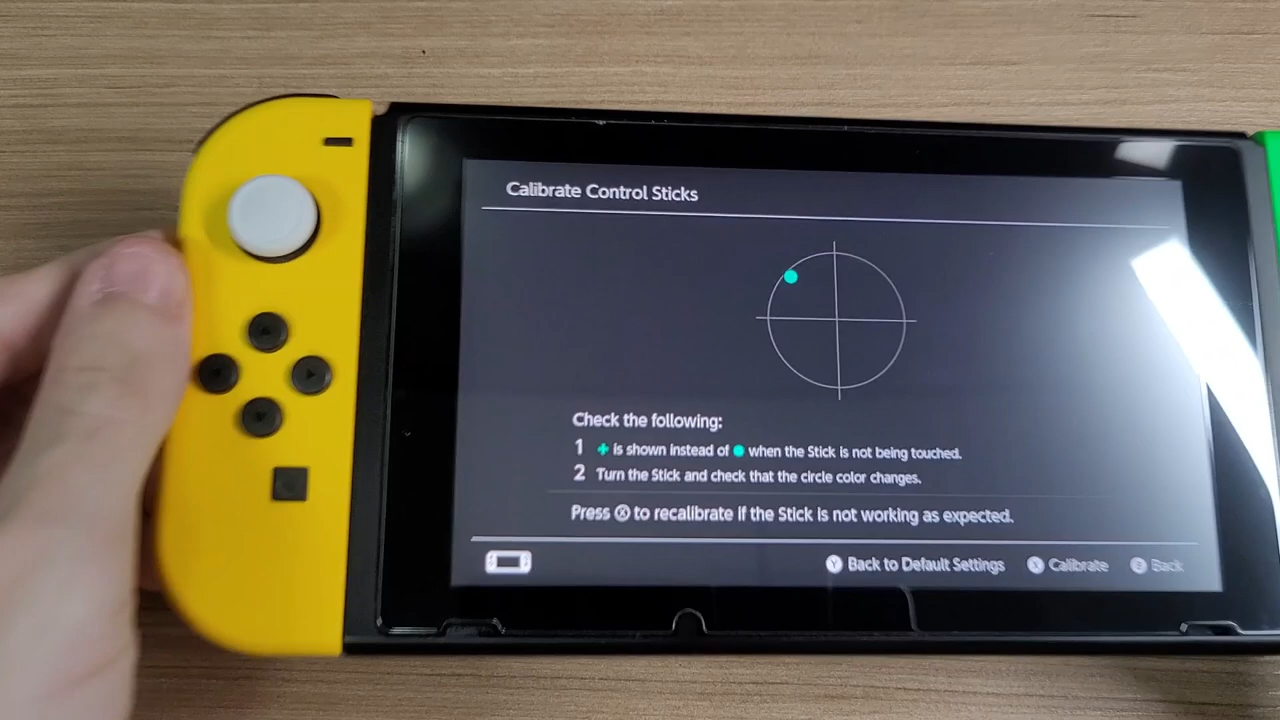 Calibrate Control Sticks
Check the following:
1 + is shown instead of ● when the Stick is not being touched.
2 Turn the Stick and check that the circle color changes.
Press Ⓧ to recalibrate if the Stick is not working as expected.
Ⓨ Back to Default Settings Ⓧ Calibrate Ⓑ Back